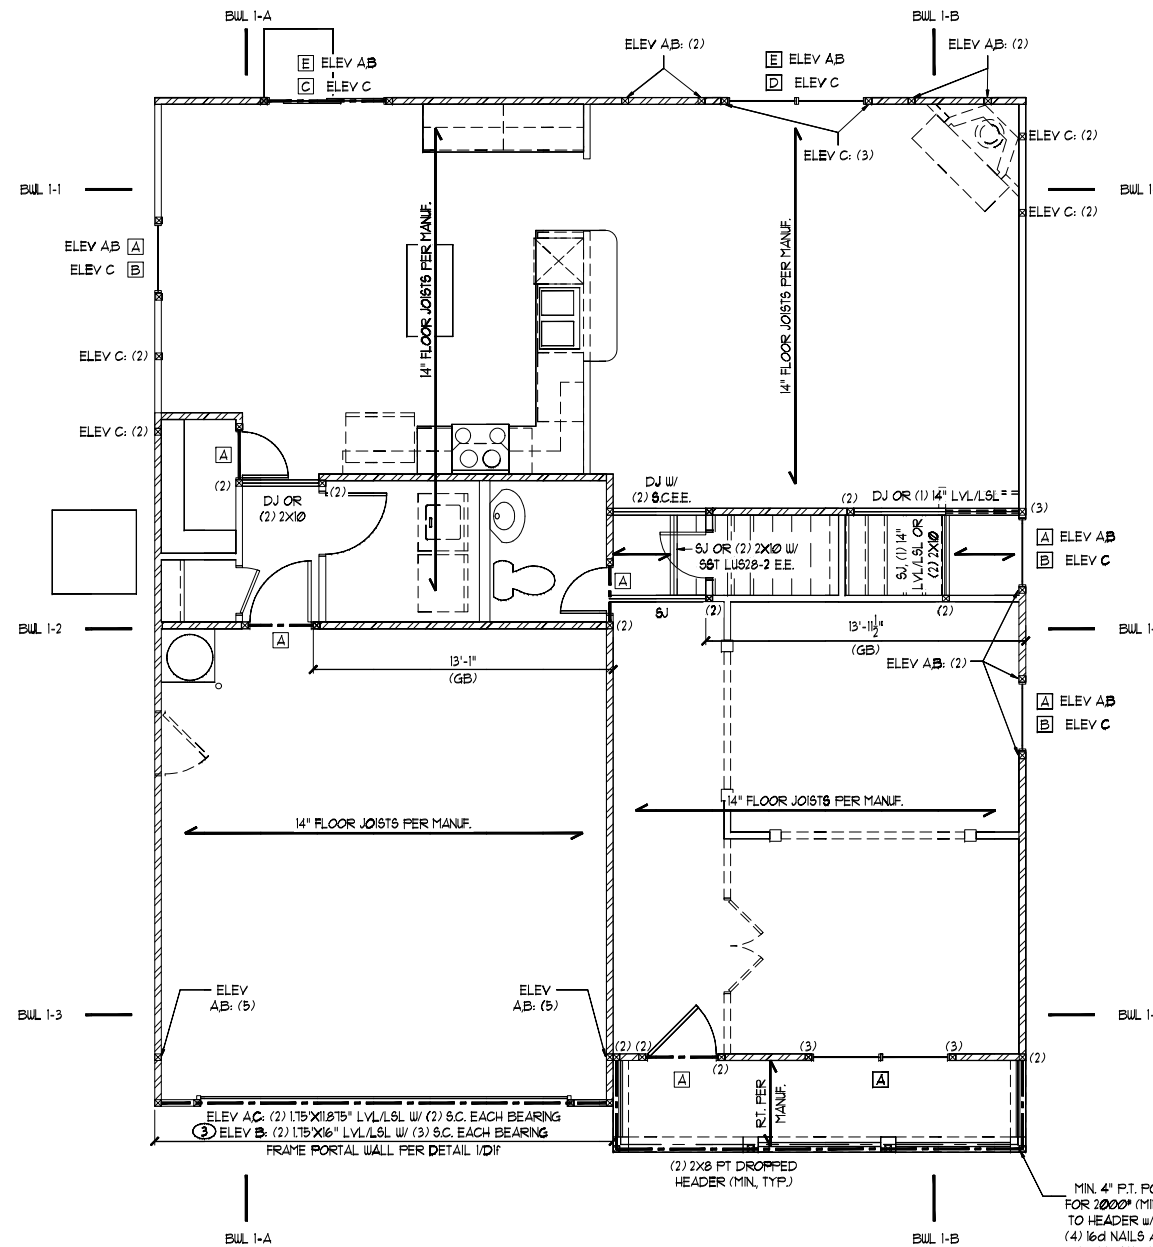 BWL 1-A
BWL 1-B
E ELEV A,B
C ELEV C
ELEV A,B: (2)
E ELEV A,B
D ELEV C
ELEV A,B: (2)
ELEV C: (2)
ELEV C: (3)
BWL 1-1
BWL 1
ELEV C: (2)
ELEV A,B A
ELEV C B
14" FLOOR JOISTS PER MANUF.
14" FLOOR JOISTS PER MANUF.
ELEV C: (2)
ELEV C: (2)
A
(2)
(2)
DJ OR
(2) 2X10
DJ W/
(2) S.C.E.E.
(2)
DJ OR (1) 14" LVL/LSL
(3)
A ELEV A,B
B ELEV C
SJ OR (2) 2X10 W/
SST LUS28-2 E.E.
SJ, (1) 14"
LVL/LSL OR
(2) 2X10
A
SJ
(2)
(2)
(2)
BWL 1-2
BWL 1-
A
13'-11 1/2"
(GB)
13'-1"
(GB)
ELEV A,B: (2)
A ELEV A,B
B ELEV C
14" FLOOR JOISTS PER MANUF.
14" FLOOR JOISTS PER MANUF.
ELEV
A,B: (5)
ELEV
A,B: (5)
BWL 1-3
BWL 1-
(2) (2)
(2)
(3)
(3)
(2)
A
A
R.T. PER
MANUF.
ELEV A,C: (2) 1.75"X11.875" LVL/LSL W/ (2) S.C. EACH BEARING
3 ELEV B: (2) 1.75"X16" LVL/LSL W/ (3) S.C. EACH BEARING
FRAME PORTAL WALL PER DETAIL 1/D1f
(2) 2X8 PT DROPPED
HEADER (MIN., TYP.)
MIN. 4" P.T. PO
FOR 2000# (MI
TO HEADER w/
(4) 16d NAILS A
BWL 1-A
BWL 1-B